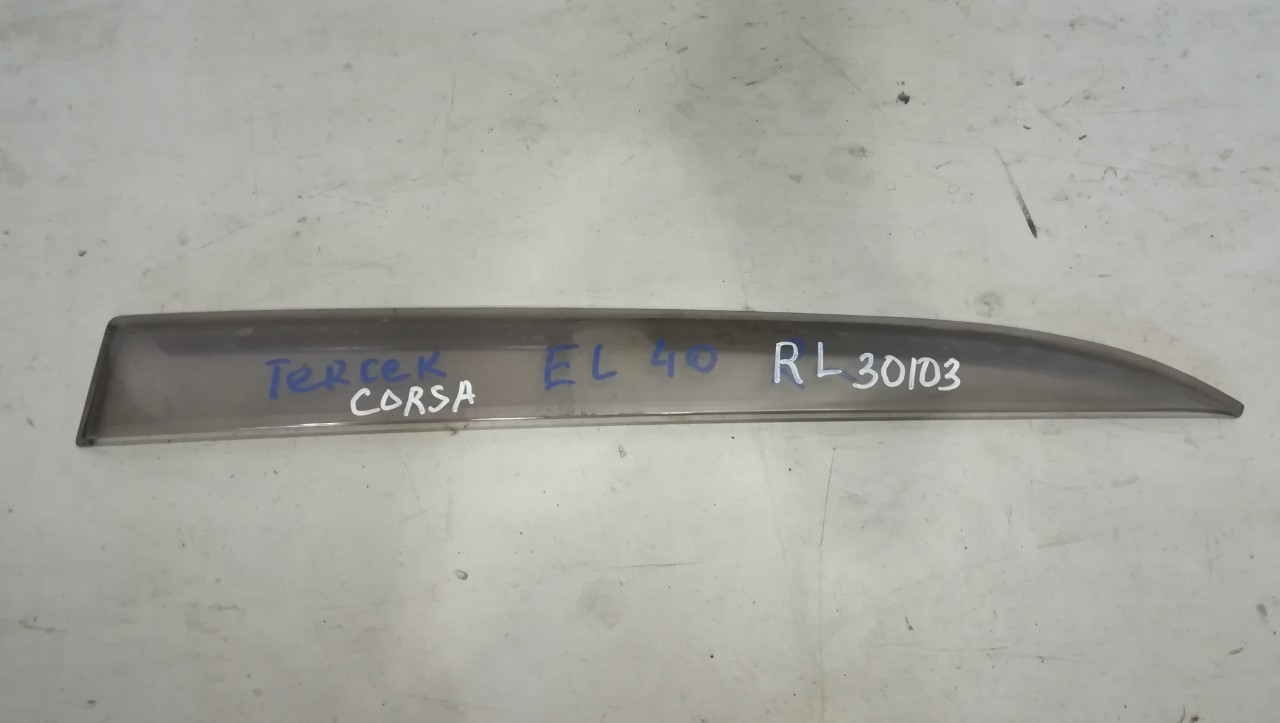 TeRceK EL 40 RL 30103
CORSA